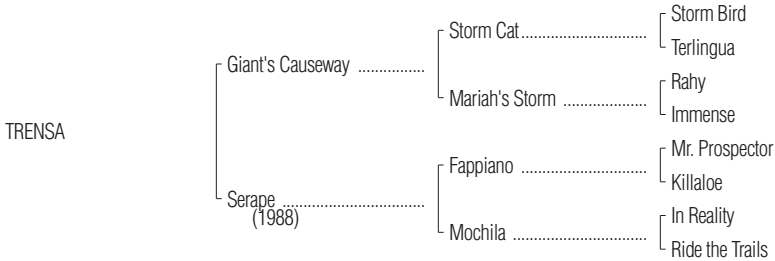 Storm Bird
Storm Cat..................................
Terlingua
Giant's Causeway ................
Rahy
Mariah's Storm ......................
Immense
TRENSA
Mr. Prospector
Fappiano .................................
Killaloe
Serape ....................................
(1988)
In Reality
Mochila ...................................
Ride the Trails